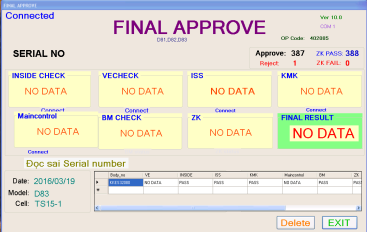 FINAL APPROVE
Connected
FINAL APPROVE
Ver 10.0
COM 1
D81,D82,D83
OP Code: 402085
SERIAL NO
Approve: 387 ZK PASS: 388
Reject: 1 ZK FAIL: 0
INSIDE CHECK VECHECK ISS KMK
NO DATA NO DATA NO DATA NO DATA
Connect Connect Connect
Maincontrol BM CHECK ZK FINAL RESULT
NO DATA NO DATA NO DATA NO DATA
Connect
Đọc sai Serial number
Date: 2016/03/19
Model: D83
Cell: TS15-1
Body_no VE INSIDE ISS KMK Maincontrol BM ZK
NO DATA PASS PASS PASS NO DATA PASS PASS
Delete EXIT